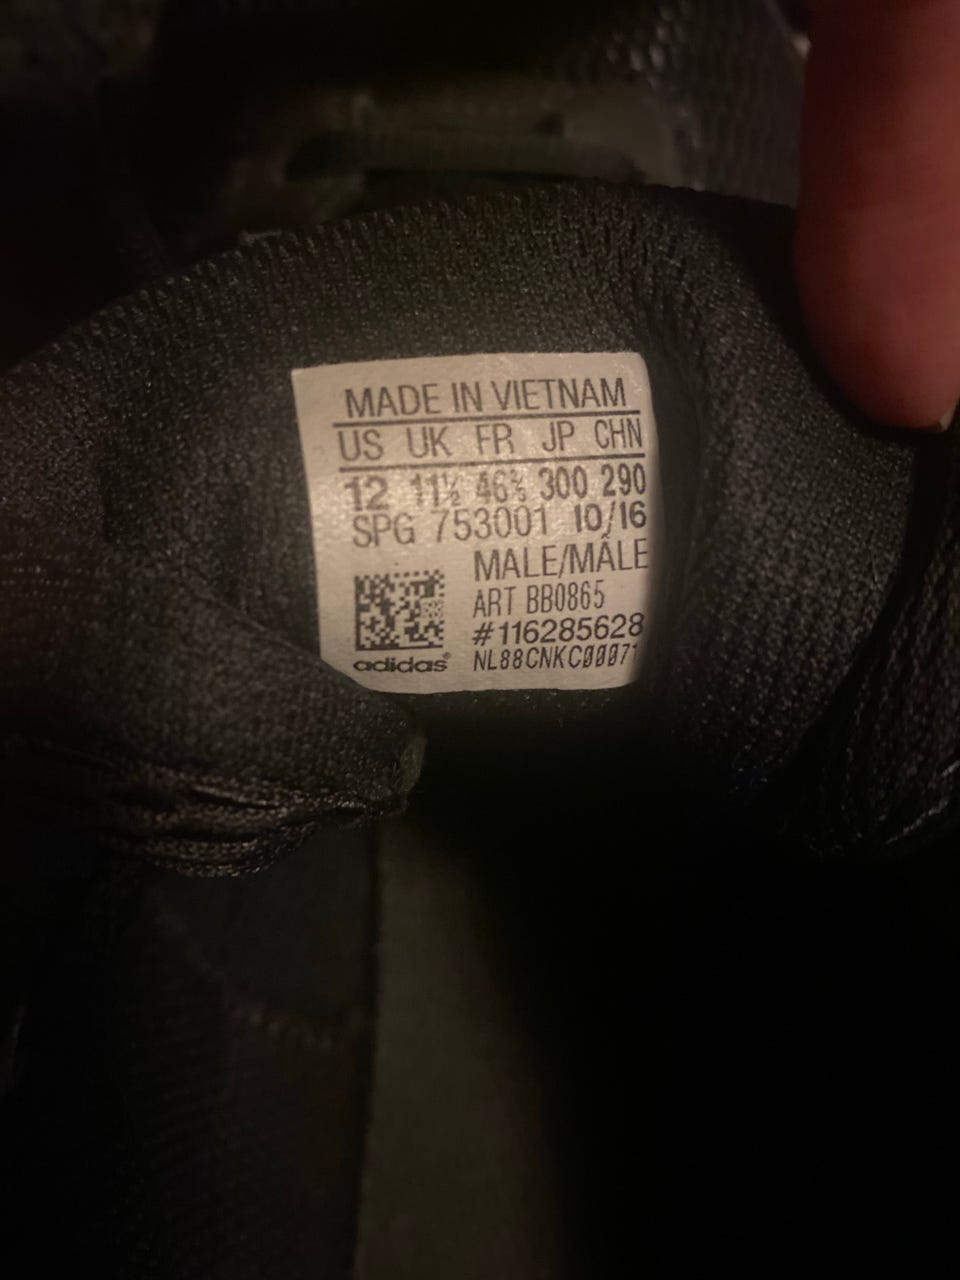 MADE IN VIETNAM
US UK FR JP CHN
12 11½ 46⅔ 300 290
SPG 753001 10/16
MALE/MÂLE
ART BB0865
#116285628
adidas® NL88CNKC00071